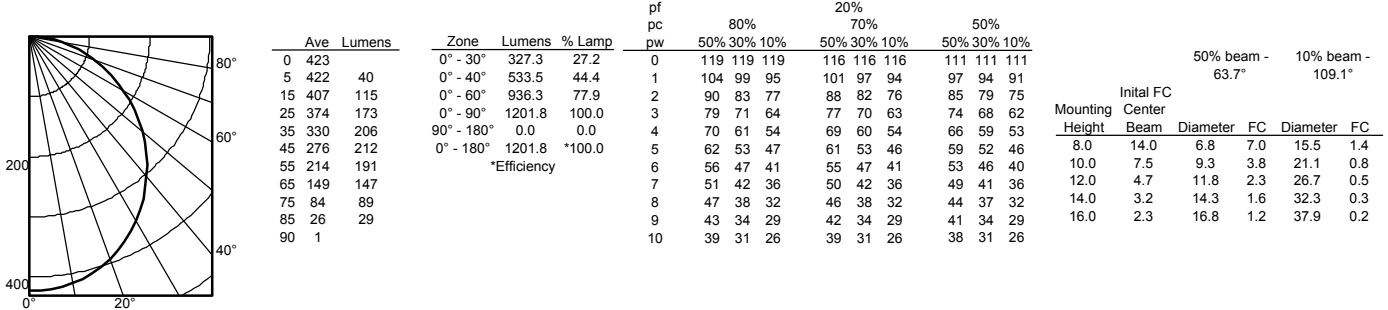 80°
60°
200
40°
400
0° 20°
Ave Lumens
0 423
5 422 40
15 407 115
25 374 173
35 330 206
45 276 212
55 214 191
65 149 147
75 84 89
85 26 29
90 1
Zone Lumens % Lamp
0° - 30° 327.3 27.2
0° - 40° 533.5 44.4
0° - 60° 936.3 77.9
0° - 90° 1201.8 100.0
90° - 180° 0.0 0.0
0° - 180° 1201.8 *100.0
*Efficiency
pf 20%
pc 80% 70% 50%
pw 50% 30% 10% 50% 30% 10% 50% 30% 10%
0 119 119 119 116 116 116 111 111 111
1 104 99 95 101 97 94 97 94 91
2 90 83 77 88 82 76 85 79 75
3 79 71 64 77 70 63 74 68 62
4 70 61 54 69 60 54 66 59 53
5 62 53 47 61 53 46 59 52 46
6 56 47 41 55 47 41 53 46 40
7 51 42 36 50 42 36 49 41 36
8 47 38 32 46 38 32 44 37 32
9 43 34 29 42 34 29 41 34 29
10 39 31 26 39 31 26 38 31 26
50% beam - 10% beam -
63.7° 109.1°
Inital FC
Mounting Center
Height Beam Diameter FC Diameter FC
8.0 14.0 6.8 7.0 15.5 1.4
10.0 7.5 9.3 3.8 21.1 0.8
12.0 4.7 11.8 2.3 26.7 0.5
14.0 3.2 14.3 1.6 32.3 0.3
16.0 2.3 16.8 1.2 37.9 0.2